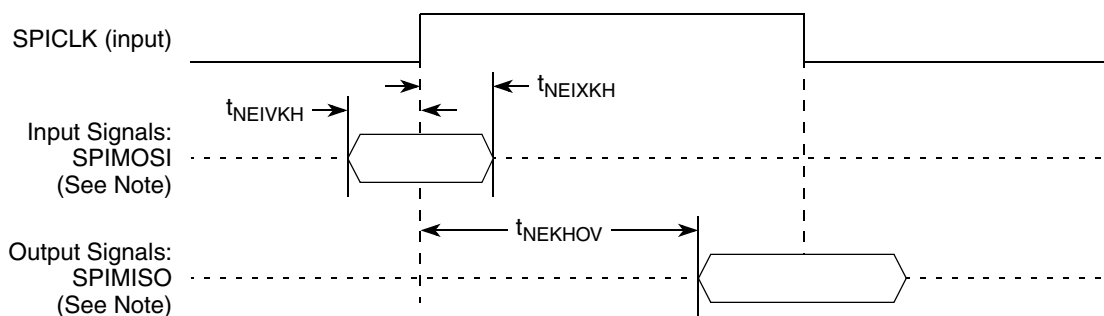 SPICLK (input)
tNEIXKH
tNEIVKH
Input Signals:
SPIMOSI
(See Note)
tNEKHOV
Output Signals:
SPIMISO
(See Note)